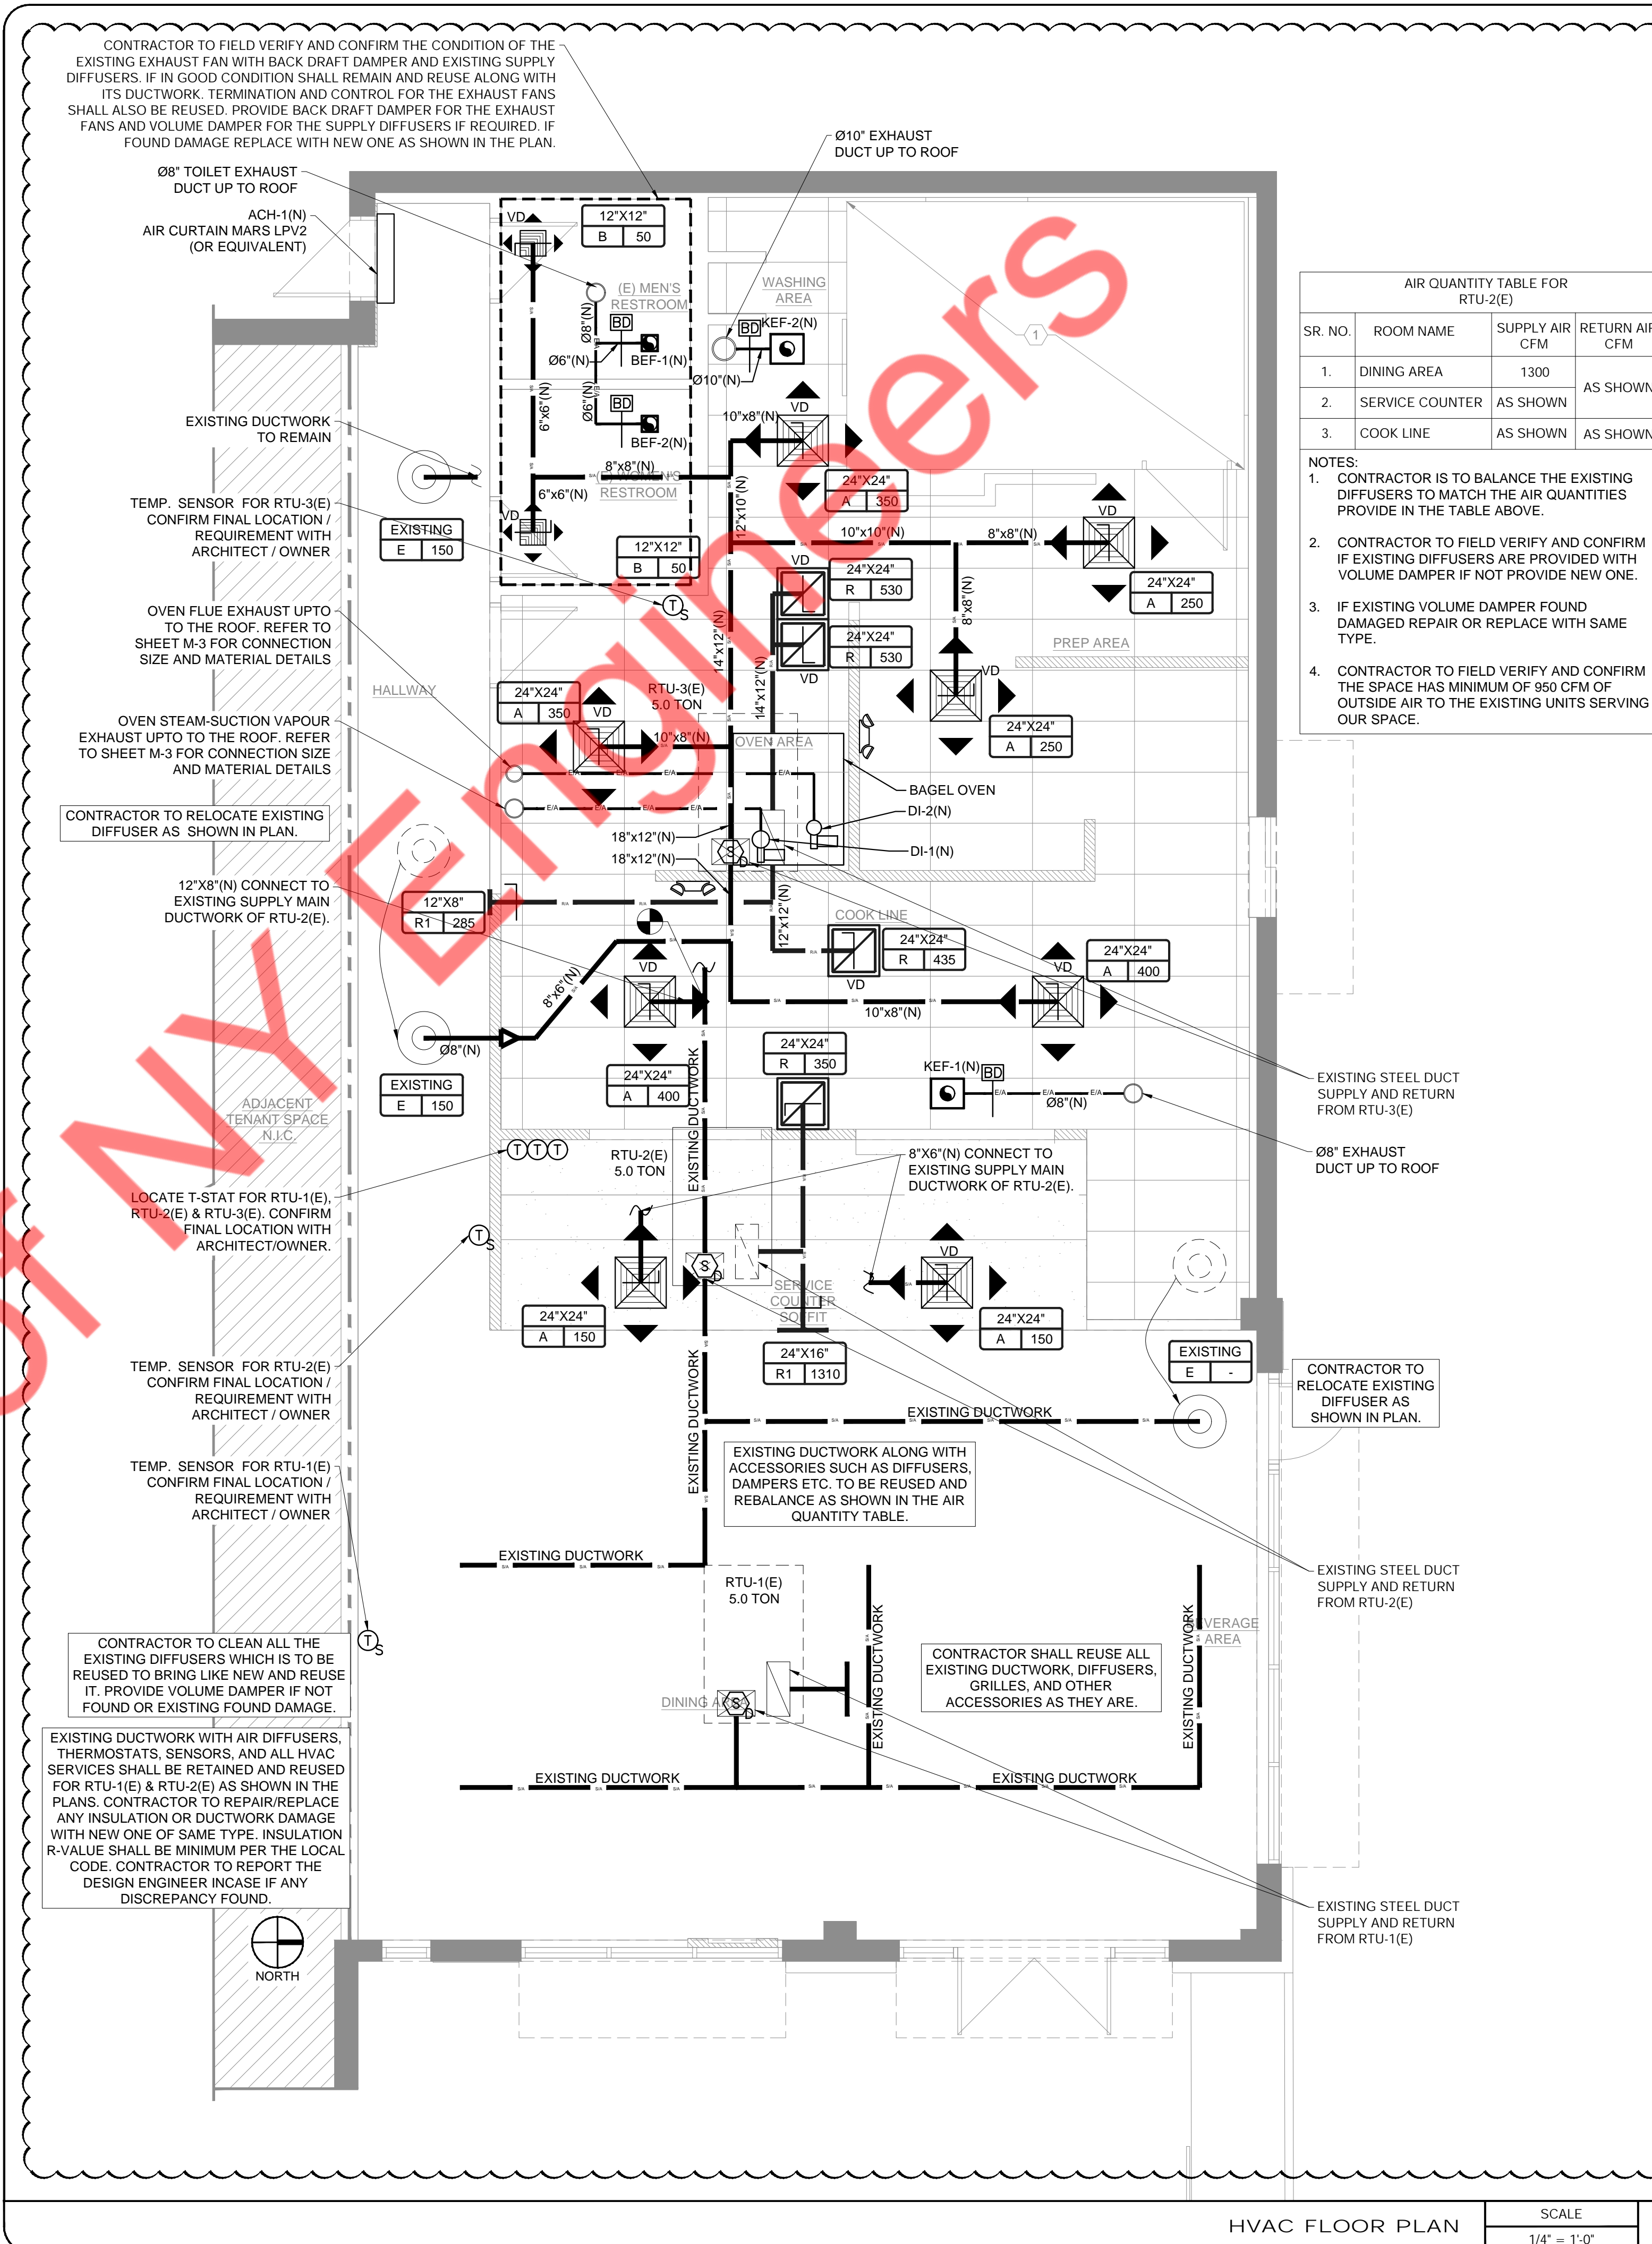 CONTRACTOR TO FIELD VERIFY AND CONFIRM THE CONDITION OF THE
EXISTING EXHAUST FAN WITH BACK DRAFT DAMPER AND EXISTING SUPPLY
DIFFUSERS. IF IN GOOD CONDITION SHALL REMAIN AND REUSE ALONG WITH
ITS DUCTWORK. TERMINATION AND CONTROL FOR THE EXHAUST FANS
SHALL ALSO BE REUSED. PROVIDE BACK DRAFT DAMPER FOR THE EXHAUST
FANS AND VOLUME DAMPER FOR THE SUPPLY DIFFUSERS IF REQUIRED. IF
FOUND DAMAGE REPLACE WITH NEW ONE AS SHOWN IN THE PLAN.
Ø10" EXHAUST
DUCT UP TO ROOF
Ø8" TOILET EXHAUST
DUCT UP TO ROOF
ACH-1(N)
AIR CURTAIN MARS LPV2
(OR EQUIVALENT)
VD
12"X12"
B 50
(E) MEN'S
RESTROOM
WASHING
AREA
BD
Ø8"(N)
E/A
Ø6"(N)
BEF-1(N)
BD
KEF-2(N)
Ø10"(N)
1
Ø6"(N)
E/A
BD
BEF-2(N)
6"x6"(N)
S/A
10"x8"(N)
VD
EXISTING DUCTWORK
TO REMAIN
8"x8"(N)
S/A
(E) WOMEN'S
RESTROOM
6"x6"(N)
VD
12"x10"(N)
24"X24"
A 350
10"x10"(N)
8"x8"(N)
VD
TEMP. SENSOR FOR RTU-3(E)
CONFIRM FINAL LOCATION /
REQUIREMENT WITH
ARCHITECT / OWNER
EXISTING
E 150
12"X12"
B 50
VD
24"X24"
R 530
24"X24"
A 250
8"x8"(N)
T
S
OVEN FLUE EXHAUST UPTO
TO THE ROOF. REFER TO
SHEET M-3 FOR CONNECTION
SIZE AND MATERIAL DETAILS
24"X24"
R 530
VD
14"x12"(N)
PREP AREA
HALLWAY
24"X24"
A 350
VD
RTU-3(E)
5.0 TON
14"x12"(N)
VD
10"x8"(N)
24"X24"
A 250
OVEN STEAM-SUCTION VAPOUR
EXHAUST UPTO TO THE ROOF. REFER
TO SHEET M-3 FOR CONNECTION SIZE
AND MATERIAL DETAILS
OVEN AREA
E/A E/A E/A E/A
E/A E/A E/A E/A
BAGEL OVEN
DI-2(N)
DI-1(N)
CONTRACTOR TO RELOCATE EXISTING
DIFFUSER AS SHOWN IN PLAN.
18"x12"(N)
18"x12"(N)
S
D
12"X8"(N) CONNECT TO
EXISTING SUPPLY MAIN
DUCTWORK OF RTU-2(E).
12"X8"
R1 285
R/A R/A
12"x12"(N)
COOK LINE
24"X24"
R 435
VD
24"X24"
A 400
VD
VD
8"x6"(N)
10"x8"(N)
Ø8"(N)
EXISTING
E 150
24"X24"
A 400
EXISTING DUCTWORK
24"X24"
R 350
KEF-1(N)
BD
E/A E/A E/A
Ø8"(N)
EXISTING STEEL DUCT
SUPPLY AND RETURN
FROM RTU-3(E)
ADJACENT
TENANT SPACE
N.I.C.
T T T
RTU-2(E)
5.0 TON
8"X6"(N) CONNECT TO
EXISTING SUPPLY MAIN
DUCTWORK OF RTU-2(E).
Ø8" EXHAUST
DUCT UP TO ROOF
LOCATE T-STAT FOR RTU-1(E),
RTU-2(E) & RTU-3(E). CONFIRM
FINAL LOCATION WITH
ARCHITECT/OWNER.
T
S
VD
S
D
SERVICE
COUNTER
SOFFIT
24"X24"
A 150
24"X24"
A 150
24"X16"
R1 1310
EXISTING
E -
TEMP. SENSOR FOR RTU-2(E)
CONFIRM FINAL LOCATION /
REQUIREMENT WITH
ARCHITECT / OWNER
CONTRACTOR TO
RELOCATE EXISTING
DIFFUSER AS
SHOWN IN PLAN.
EXISTING DUCTWORK
EXISTING DUCTWORK
EXISTING DUCTWORK ALONG WITH
ACCESSORIES SUCH AS DIFFUSERS,
DAMPERS ETC. TO BE REUSED AND
REBALANCE AS SHOWN IN THE AIR
QUANTITY TABLE.
TEMP. SENSOR FOR RTU-1(E)
CONFIRM FINAL LOCATION /
REQUIREMENT WITH
ARCHITECT / OWNER
EXISTING DUCTWORK
RTU-1(E)
5.0 TON
EXISTING STEEL DUCT
SUPPLY AND RETURN
FROM RTU-2(E)
T
S
EXISTING DUCTWORK
EXISTING DUCTWORK
BEVERAGE
AREA
CONTRACTOR TO CLEAN ALL THE
EXISTING DIFFUSERS WHICH IS TO BE
REUSED TO BRING LIKE NEW AND REUSE
IT. PROVIDE VOLUME DAMPER IF NOT
FOUND OR EXISTING FOUND DAMAGE.
CONTRACTOR SHALL REUSE ALL
EXISTING DUCTWORK, DIFFUSERS,
GRILLES, AND OTHER
ACCESSORIES AS THEY ARE.
DINING AREA
S
D
EXISTING DUCTWORK WITH AIR DIFFUSERS,
THERMOSTATS, SENSORS, AND ALL HVAC
SERVICES SHALL BE RETAINED AND REUSED
FOR RTU-1(E) & RTU-2(E) AS SHOWN IN THE
PLANS. CONTRACTOR TO REPAIR/REPLACE
ANY INSULATION OR DUCTWORK DAMAGE
WITH NEW ONE OF SAME TYPE. INSULATION
R-VALUE SHALL BE MINIMUM PER THE LOCAL
CODE. CONTRACTOR TO REPORT THE
DESIGN ENGINEER INCASE IF ANY
DISCREPANCY FOUND.
EXISTING DUCTWORK
EXISTING DUCTWORK
EXISTING STEEL DUCT
SUPPLY AND RETURN
FROM RTU-1(E)
NORTH
AIR QUANTITY TABLE FOR
RTU-2(E)
SR. NO. ROOM NAME SUPPLY AIR CFM RETURN AIR CFM
1. DINING AREA 1300 AS SHOWN
2. SERVICE COUNTER AS SHOWN
3. COOK LINE AS SHOWN AS SHOWN
NOTES:
1. CONTRACTOR IS TO BALANCE THE EXISTING
DIFFUSERS TO MATCH THE AIR QUANTITIES
PROVIDE IN THE TABLE ABOVE.
2. CONTRACTOR TO FIELD VERIFY AND CONFIRM
IF EXISTING DIFFUSERS ARE PROVIDED WITH
VOLUME DAMPER IF NOT PROVIDE NEW ONE.
3. IF EXISTING VOLUME DAMPER FOUND
DAMAGED REPAIR OR REPLACE WITH SAME
TYPE.
4. CONTRACTOR TO FIELD VERIFY AND CONFIRM
THE SPACE HAS MINIMUM OF 950 CFM OF
OUTSIDE AIR TO THE EXISTING UNITS SERVING
OUR SPACE.
of NY Engineers
HVAC FLOOR PLAN
SCALE
1/4" = 1'-0"